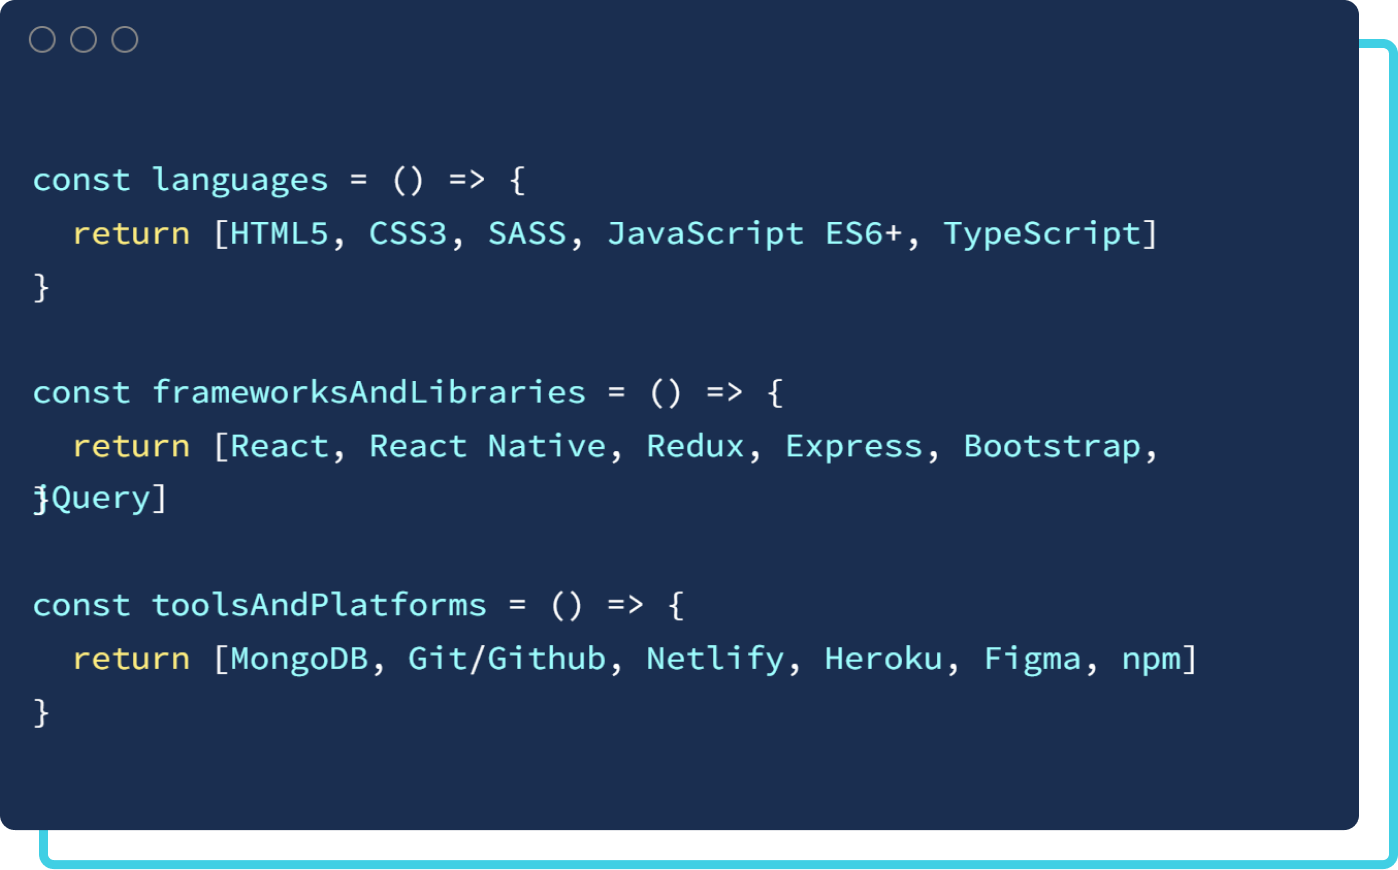 const languages = () => {
  return [HTML5, CSS3, SASS, JavaScript ES6+, TypeScript]
}
const frameworksAndLibraries = () => {
  return [React, React Native, Redux, Express, Bootstrap,
jQuery]
}
const toolsAndPlatforms = () => {
  return [MongoDB, Git/Github, Netlify, Heroku, Figma, npm]
}